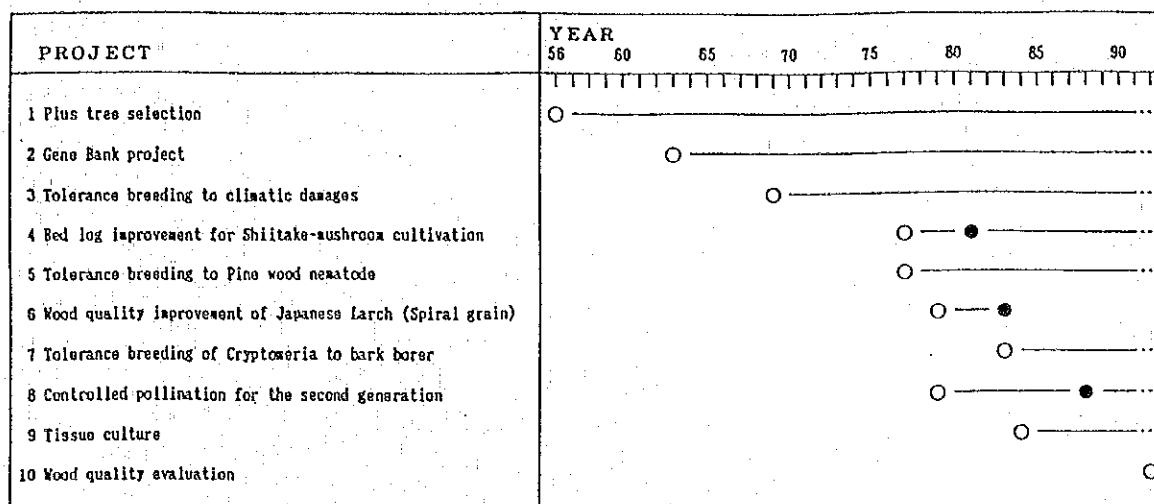 PROJECT
YEAR
56 60 65 70 75 80 85 90
1 Plus tree selection
2 Gene Bank project
3 Tolerance breeding to climatic damages
4 Bed log improvement for Shiitake-mushroom cultivation
5 Tolerance breeding to Pine wood nematode
6 Wood quality improvement of Japanese Larch (Spiral grain)
7 Tolerance breeding of Cryptomeria to bark borer
8 Controlled pollination for the second generation
9 Tissue culture
10 Wood quality evaluation